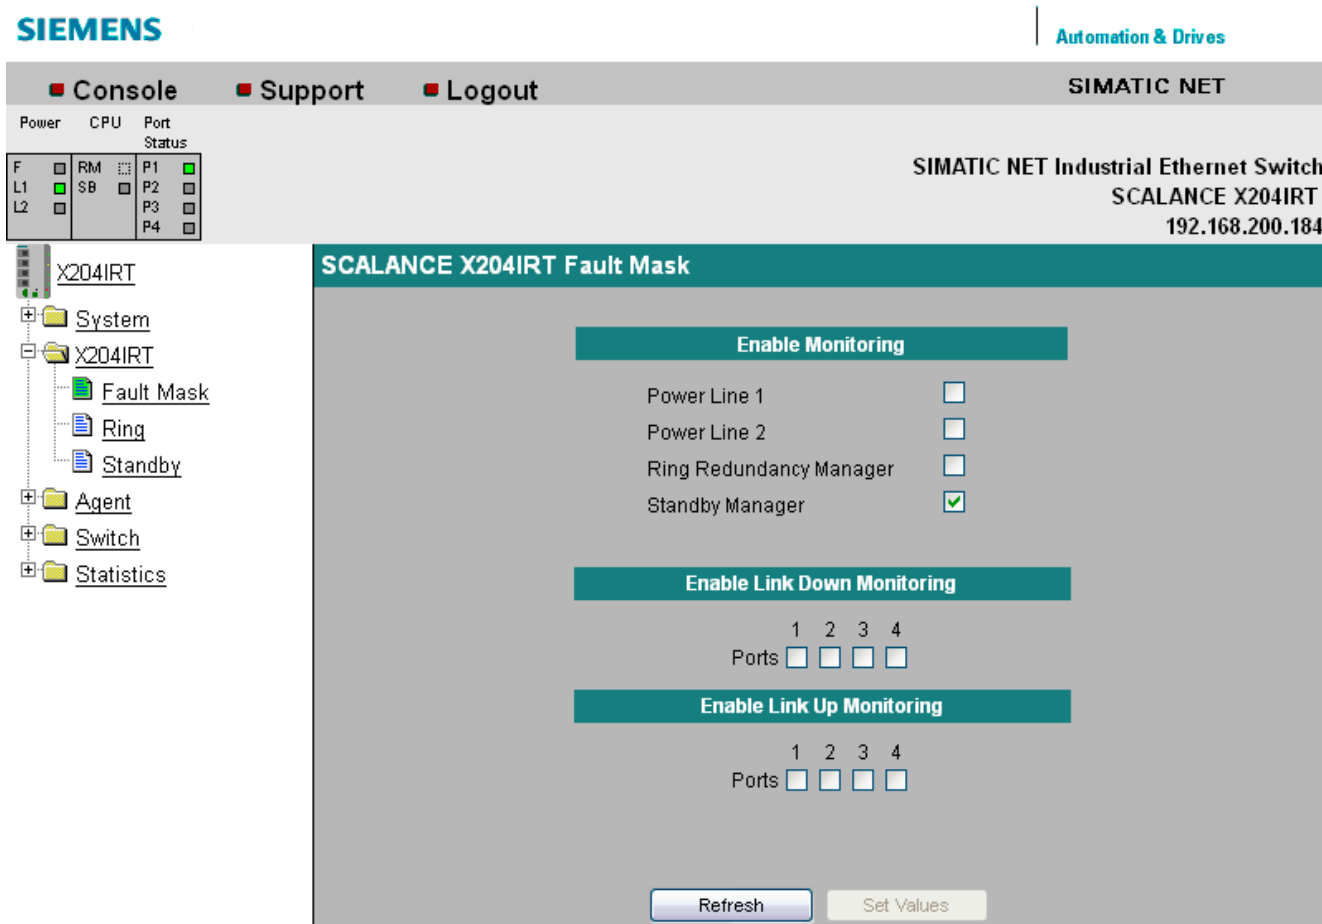 SIEMENS
Automation & Drives
Console Support Logout SIMATIC NET
Power CPU Port
Status
F RM P1
L1 SB P2
L2 P3
P4
SIMATIC NET Industrial Ethernet Switch
SCALANCE X204IRT
192.168.200.184
X204IRT
System
X204IRT
Fault Mask
Ring
Standby
Agent
Switch
Statistics
SCALANCE X204IRT Fault Mask
Enable Monitoring
Power Line 1
Power Line 2
Ring Redundancy Manager
Standby Manager
Enable Link Down Monitoring
1 2 3 4
Ports
Enable Link Up Monitoring
1 2 3 4
Ports
Refresh Set Values